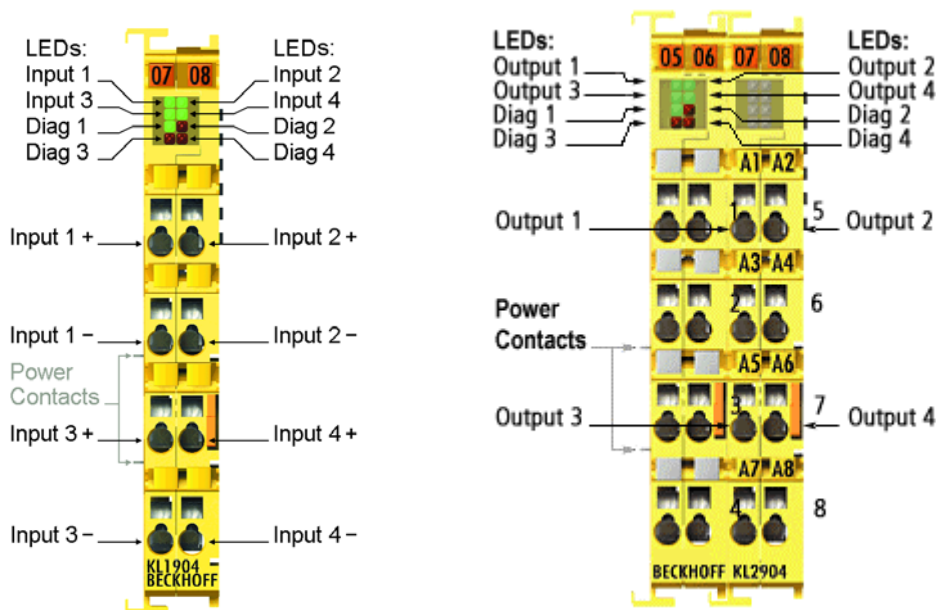 LEDs:
Input 1
Input 3
Diag 1
Diag 3
LEDs:
Input 2
Input 4
Diag 2
Diag 4
07 08
Input 1 +
Input 2 +
Input 1 −
Input 2 −
Power
Contacts
Input 3 +
Input 4 +
Input 3 −
Input 4 −
KL1904
BECKHOFF
LEDs:
Output 1
Output 3
Diag 1
Diag 3
LEDs:
Output 2
Output 4
Diag 2
Diag 4
05 06 07 08
A1 A2
Output 1
1
5
Output 2
A3 A4
2
6
Power
Contacts
A5 A6
Output 3
3
7
Output 4
A7 A8
4
8
BECKHOFF KL2904